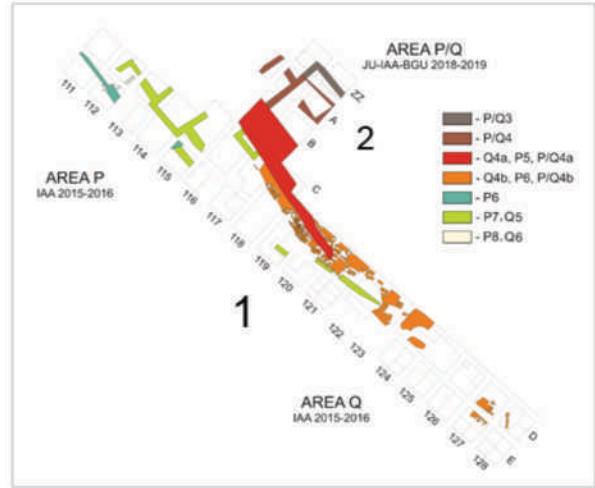 AREA P/Q
JU-IAA-BGU 2018-2019
111
112
113
114
115
116
117
118
119
120
121
122
123
124
125
126
127
128
ZZ
A
B
C
D
E
2
1
- P/Q3
- P/Q4
- Q4a, P5, P/Q4a
- Q4b, P6, P/Q4b
- P6
- P7, Q5
- P8, Q6
AREA P
IAA 2015-2016
AREA Q
IAA 2015-2016